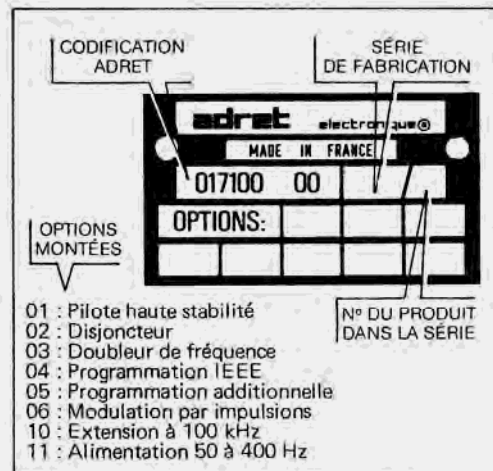 CODIFICATION
ADRET
SÉRIE
DE FABRICATION
adret electronique®
MADE IN FRANCE
017100 00
OPTIONS:
OPTIONS
MONTÉES
Nº DU PRODUIT
DANS LA SÉRIE
01 : Pilote haute stabilité
02 : Disjoncteur
03 : Doubleur de fréquence
04 : Programmation IEEE
05 : Programmation additionnelle
06 : Modulation par impulsions
10 : Extension à 100 kHz
11 : Alimentation 50 à 400 Hz